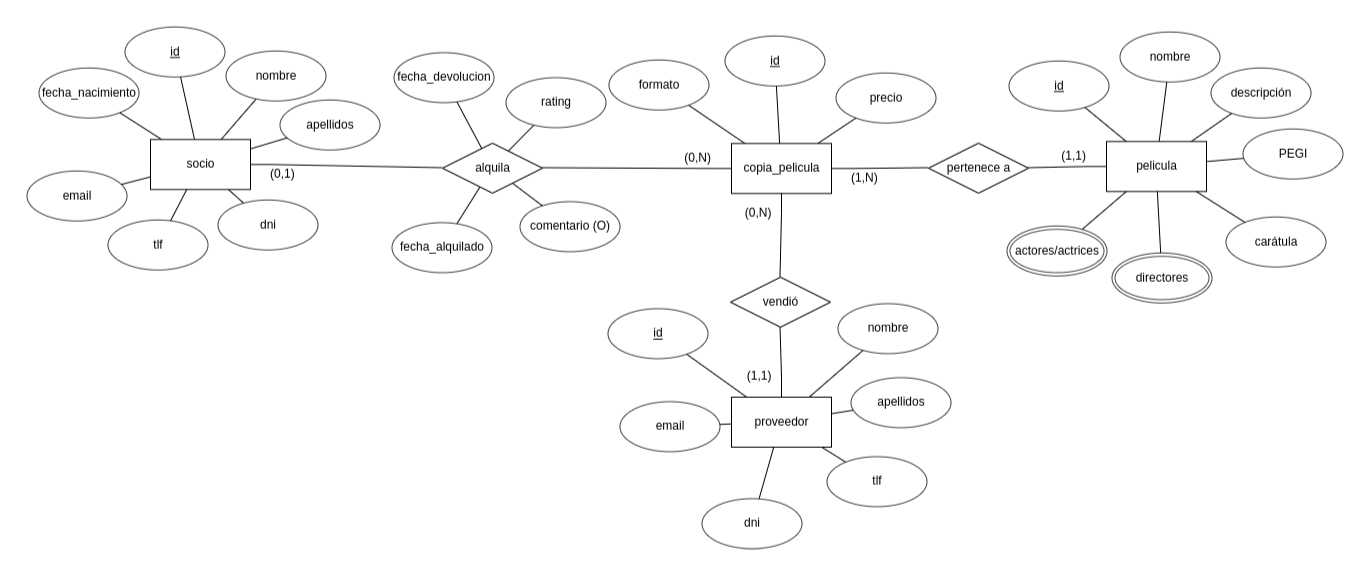 id
fecha_nacimiento
nombre
apellidos
socio
(0,1)
email
tlf
dni
fecha_devolucion
rating
alquila
fecha_alquilado
comentario (O)
(0,N)
formato
id
precio
copia_pelicula
(1,N)
(0,N)
pertenece a
(1,1)
id
nombre
descripción
PEGI
pelicula
carátula
actores/actrices
directores
vendió
(1,1)
id
nombre
apellidos
email
proveedor
tlf
dni